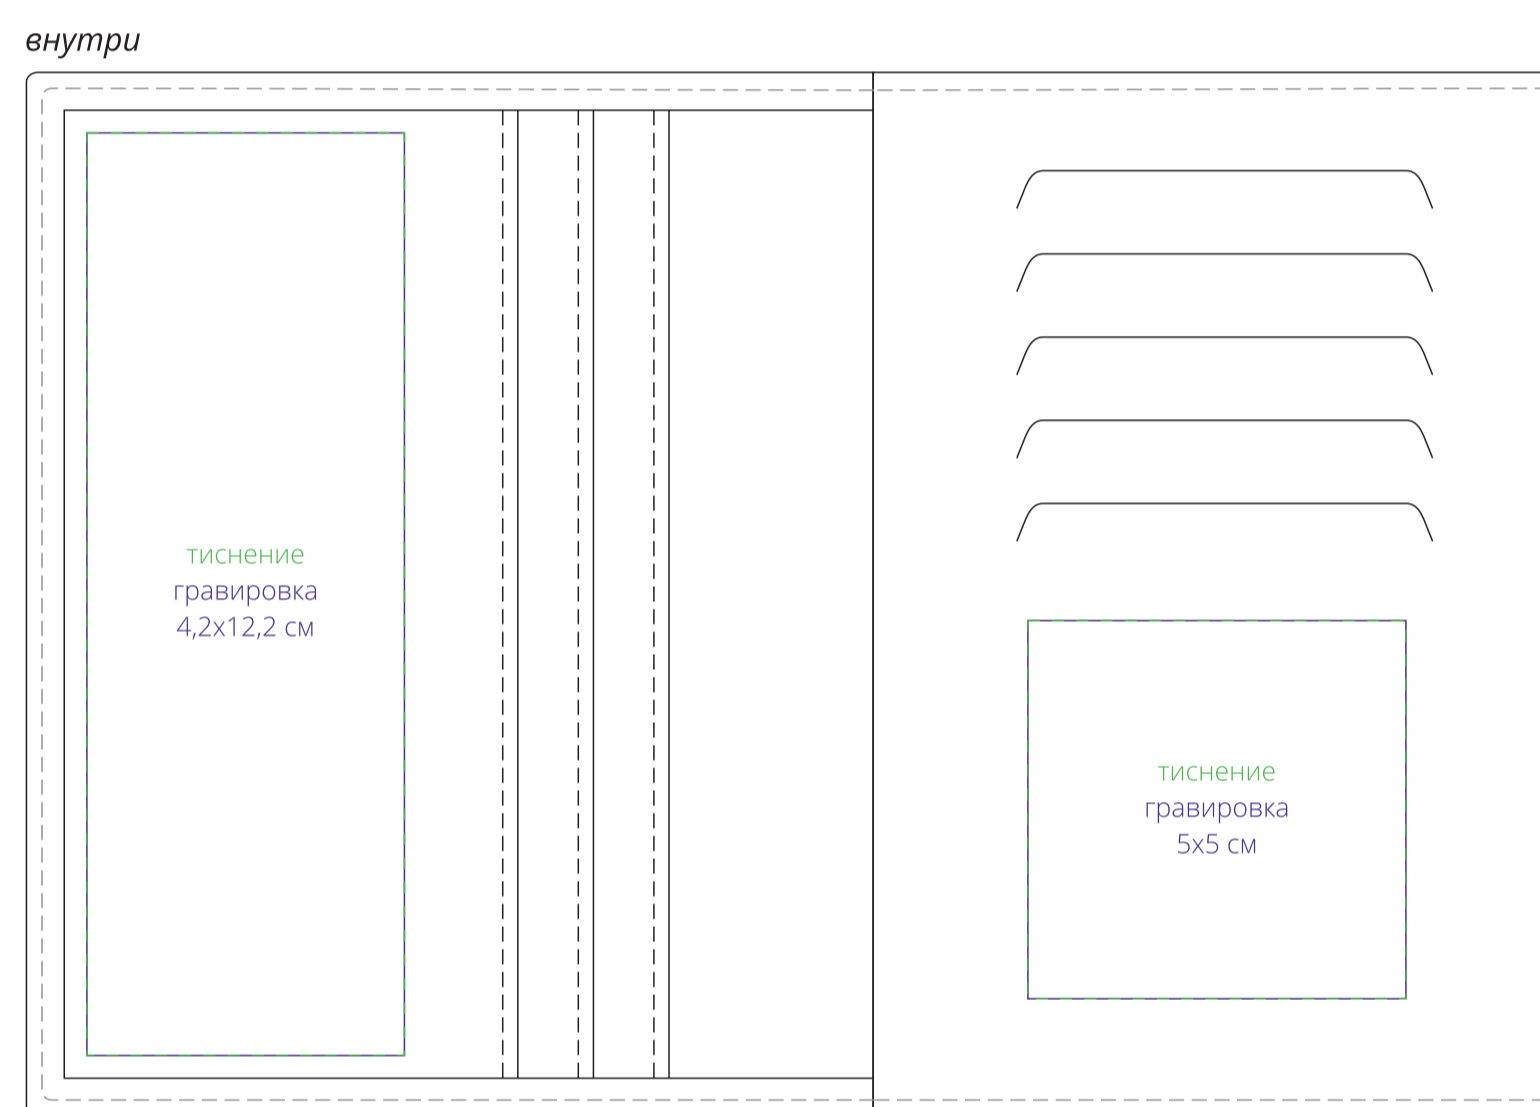 внутри
тиснение
гравировка
4,2x12,2 см
тиснение
гравировка
5x5 см